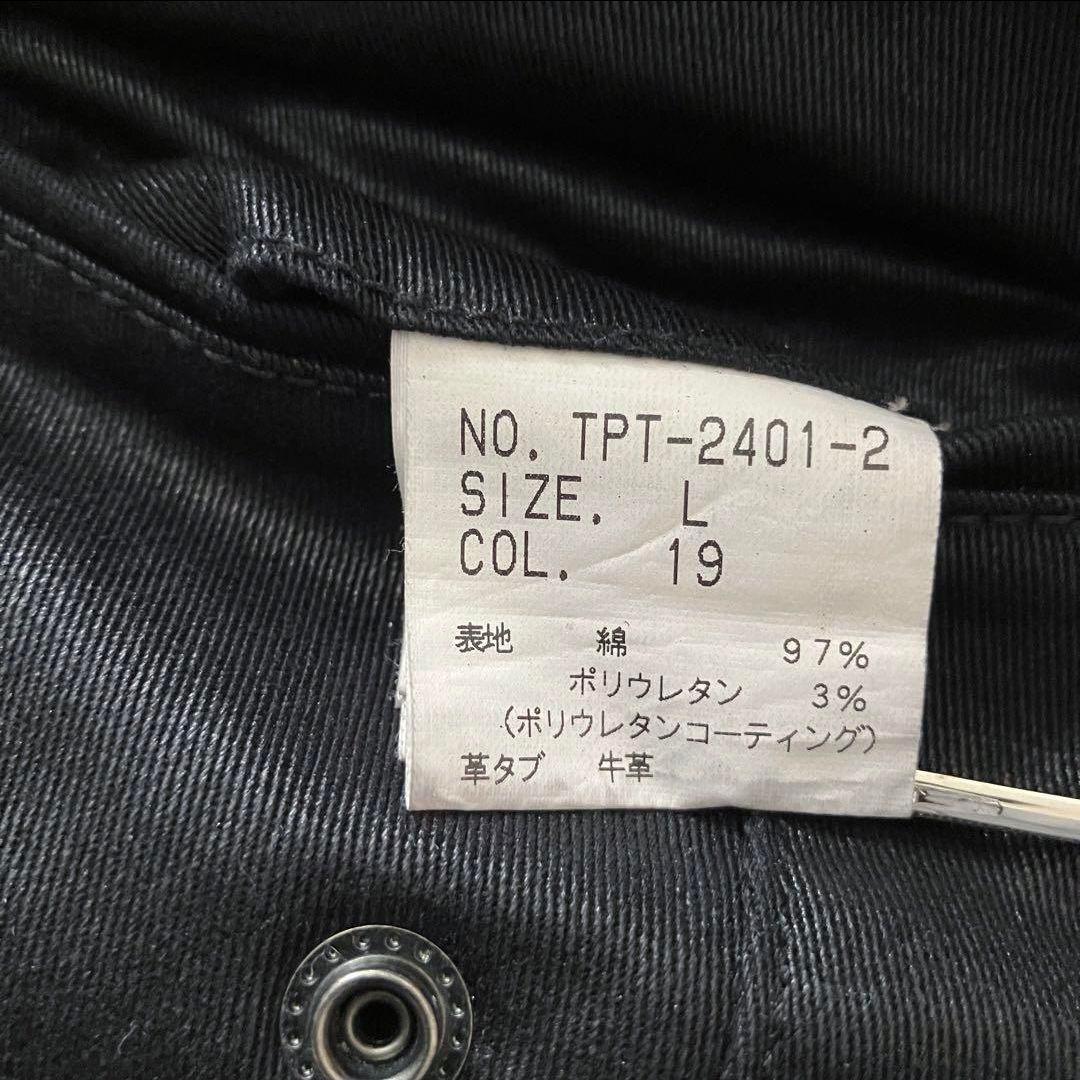 NO. TPT-2401-2
SIZE. L
COL. 19
表地 綿 97%
ポリウレタン 3%
(ポリウレタンコーティング)
革タブ 牛革